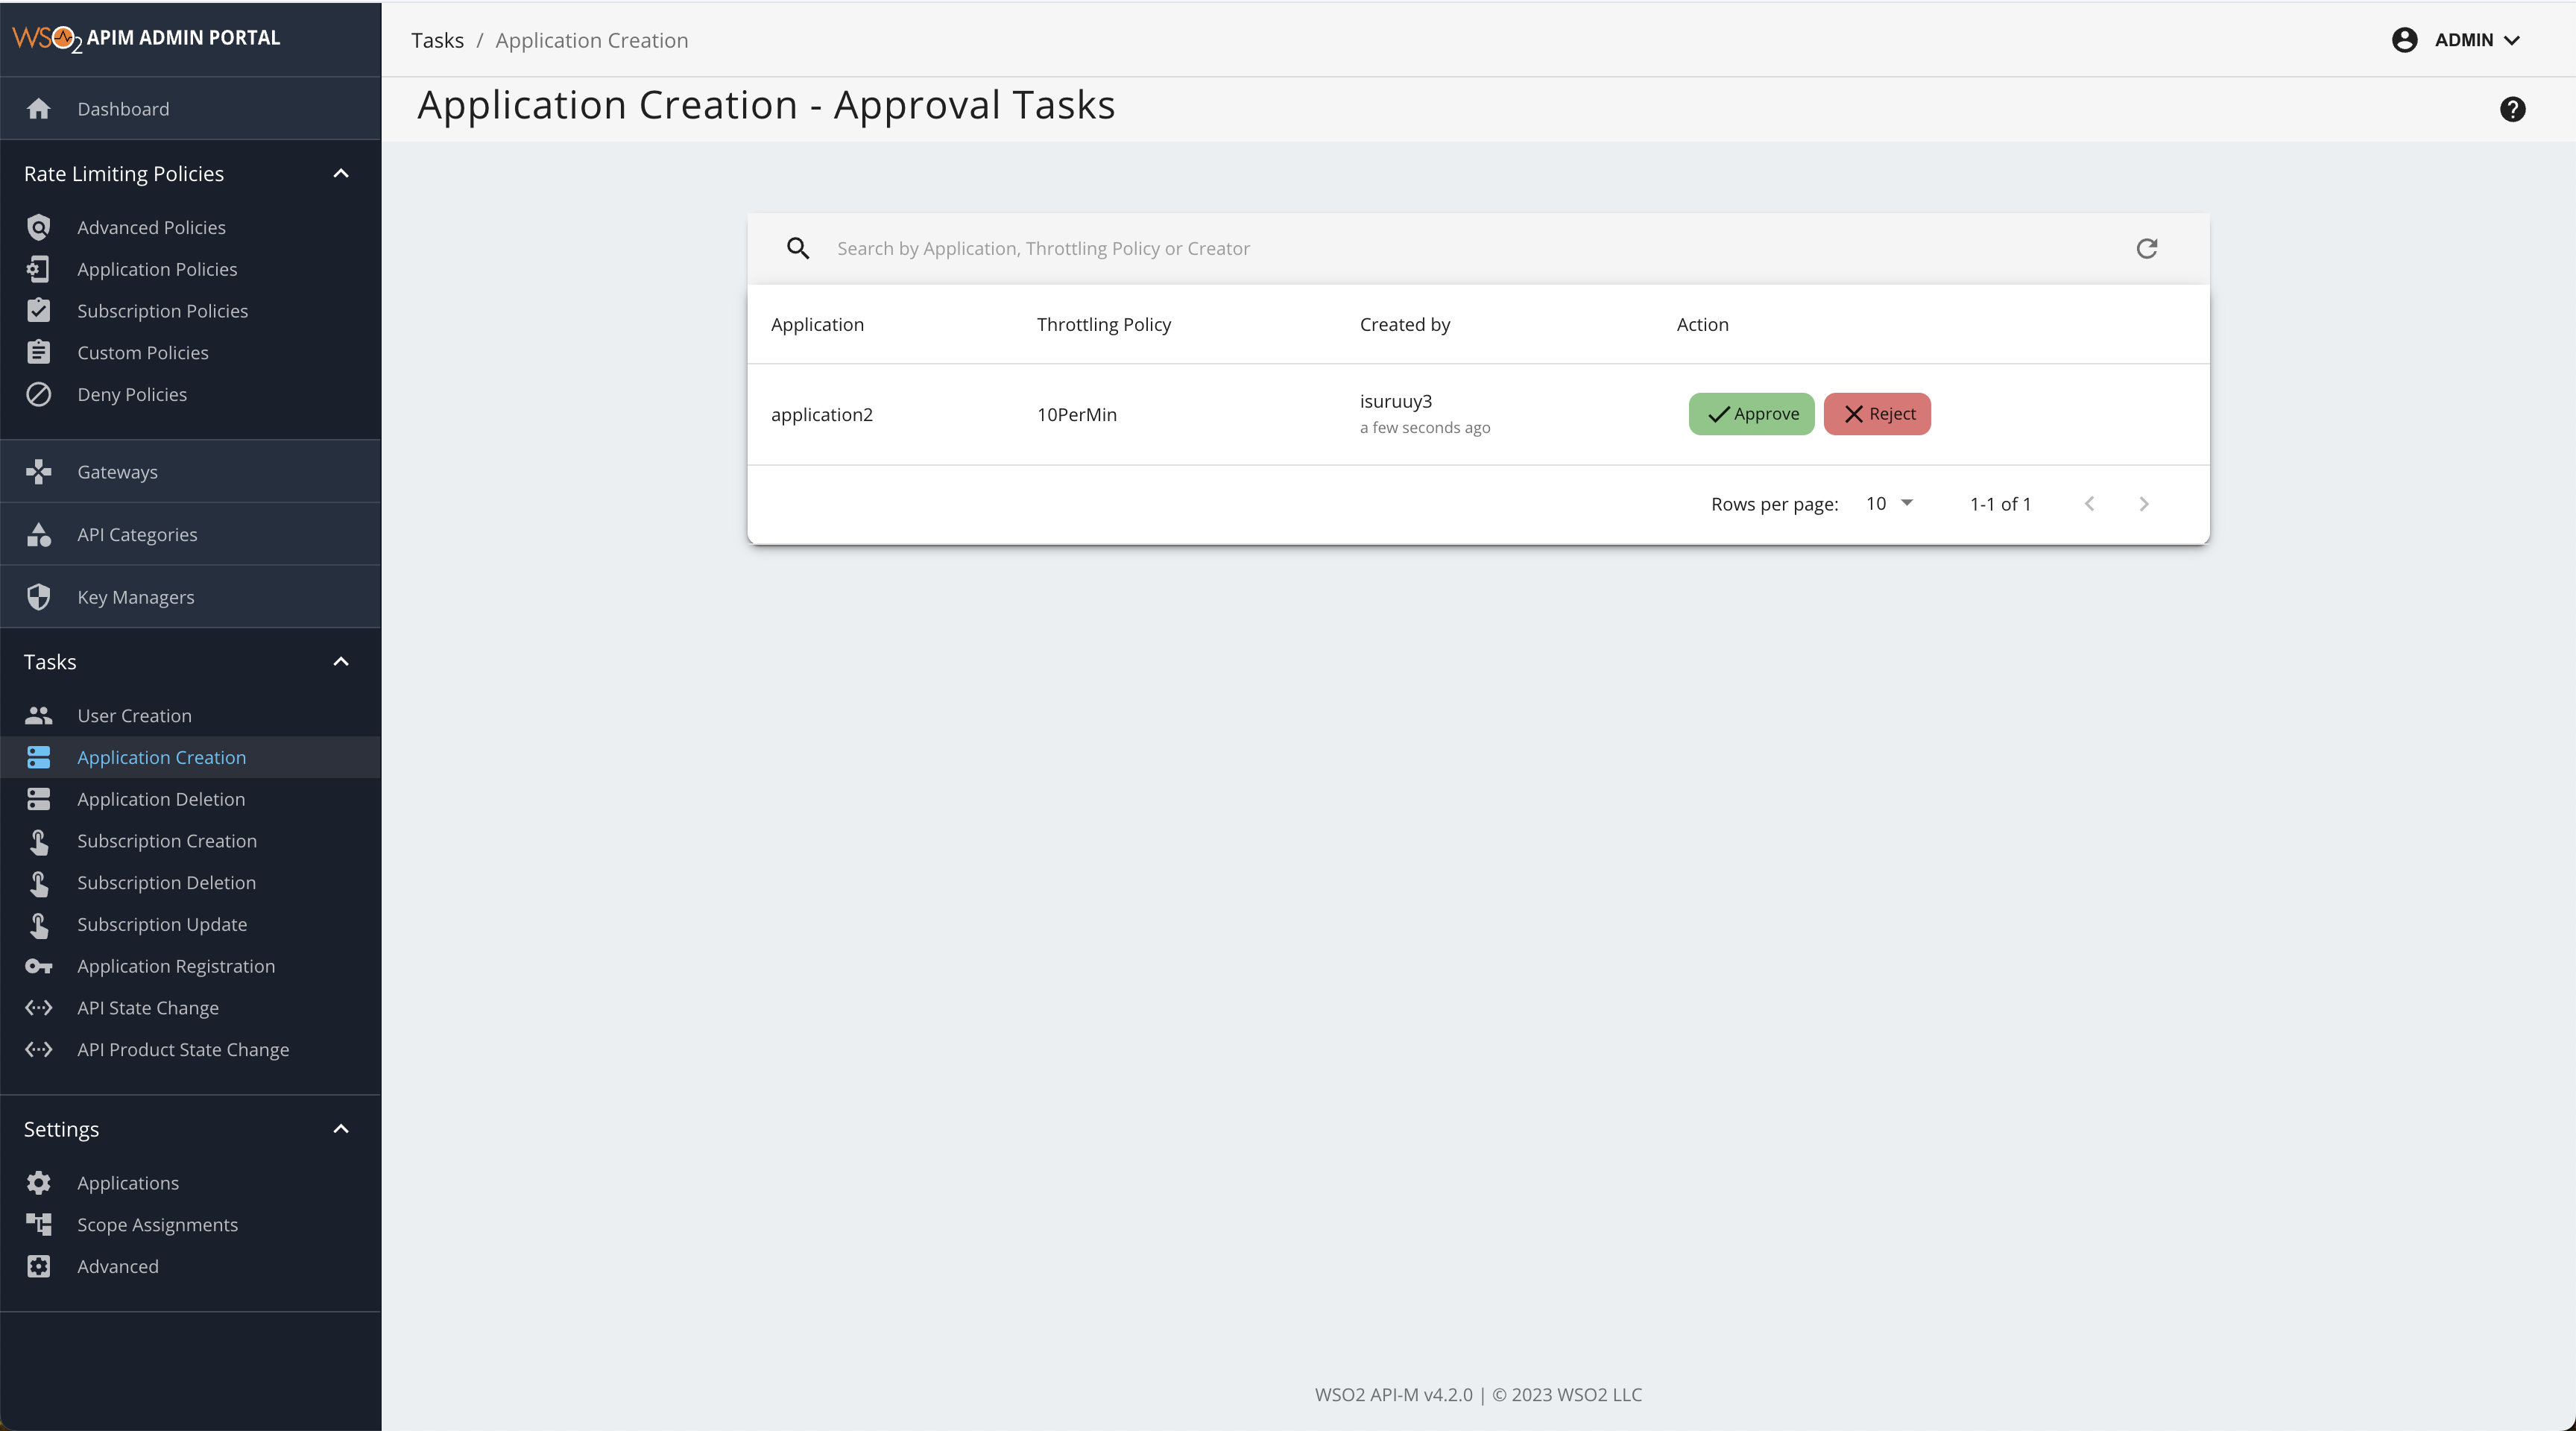 WSO2 APIM ADMIN PORTAL
Tasks / Application Creation
ADMIN
Application Creation - Approval Tasks
Dashboard
Rate Limiting Policies
Advanced Policies
Application Policies
Subscription Policies
Custom Policies
Deny Policies
Gateways
API Categories
Key Managers
Tasks
User Creation
Application Creation
Application Deletion
Subscription Creation
Subscription Deletion
Subscription Update
Application Registration
API State Change
API Product State Change
Settings
Applications
Scope Assignments
Advanced
Search by Application, Throttling Policy or Creator
Application Throttling Policy Created by Action
application2 10PerMin isuruuy3 Approve Reject
a few seconds ago
Rows per page: 10 1-1 of 1
WSO2 API-M v4.2.0 | © 2023 WSO2 LLC